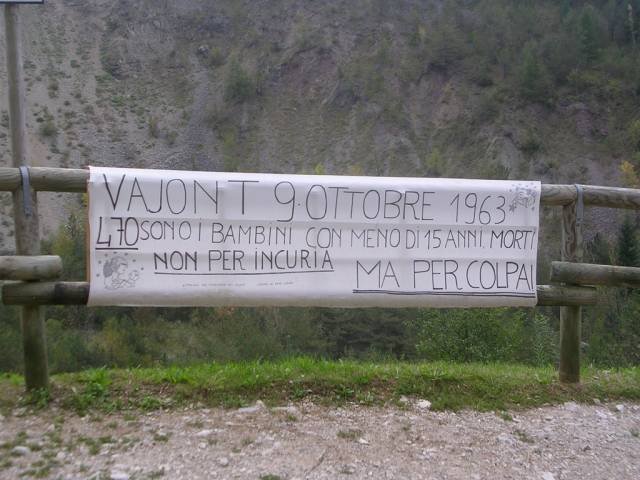 VAJONT 9·OTTOBRE 1963
470 SONO I BAMBINI CON MENO DI 15 ANNI. MORTI
NON PER INCURIA
MA PER COLPA!